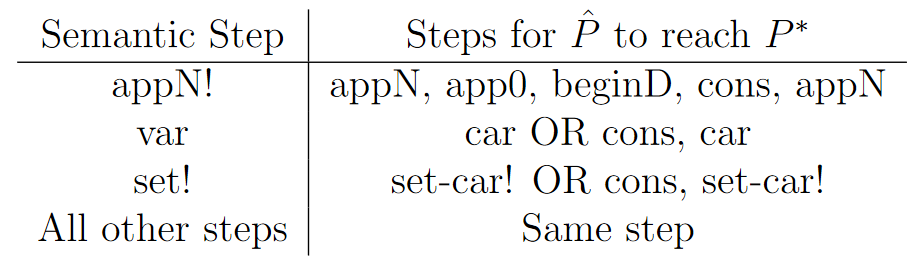 Semantic Step Steps for P̂ to reach P*
appN! appN, app0, beginD, cons, appN
var car OR cons, car
set! set-car! OR cons, set-car!
All other steps Same step